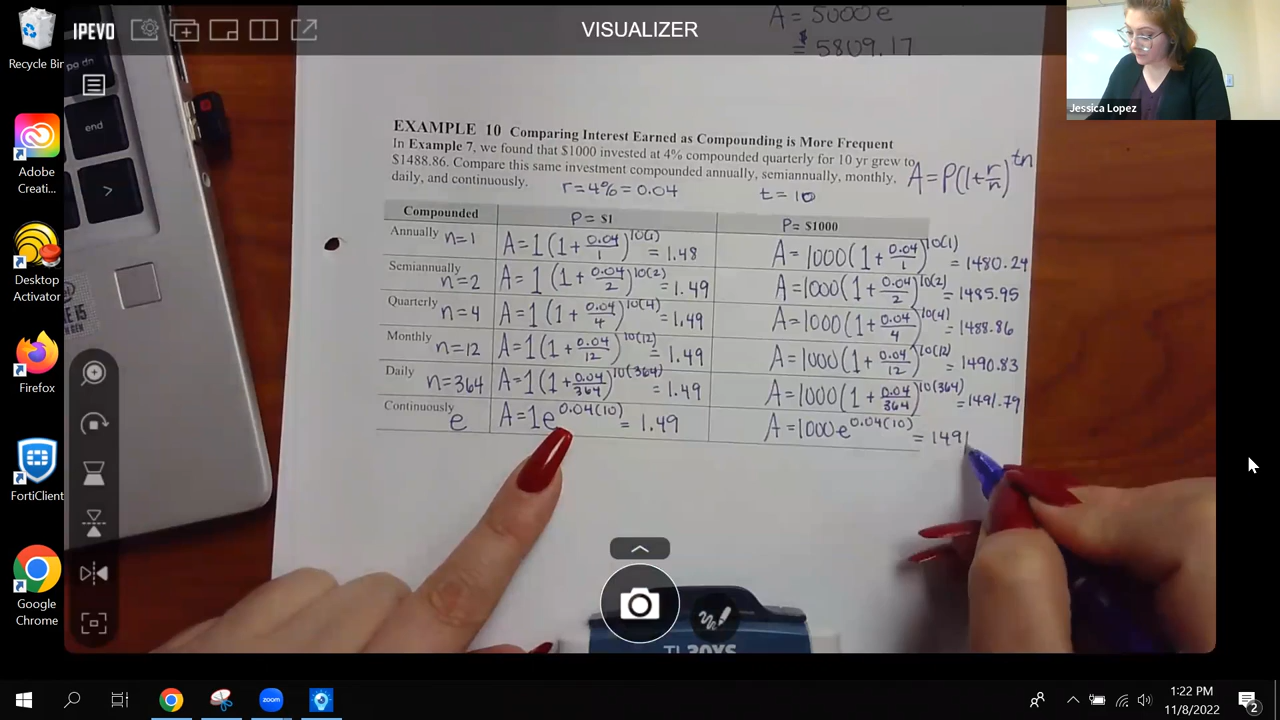 Recycle Bin
Adobe
Creati...
Desktop
Activator
Firefox
FortiClient
Google
Chrome
IPEVO
VISUALIZER
Jessica Lopez
pa dn
end
A = 5000e
= $5809.17
EXAMPLE 10 Comparing Interest Earned as Compounding is More Frequent
In Example 7, we found that $1000 invested at 4% compounded quarterly for 10 yr grew to
$1488.86. Compare this same investment compounded annually, semiannually, monthly,
daily, and continuously.
r = 4% = 0.04
t = 10
A = P(1 + r/n)^tn
Compounded P = $1 P = $1000
Annually n=1 A = 1(1 + 0.04/1)^10(1) = 1.48 A = 1000(1 + 0.04/1)^10(1) = 1480.24
Semiannually n=2 A = 1(1 + 0.04/2)^10(2) = 1.49 A = 1000(1 + 0.04/2)^10(2) = 1485.95
Quarterly n=4 A = 1(1 + 0.04/4)^10(4) = 1.49 A = 1000(1 + 0.04/4)^10(4) = 1488.86
Monthly n=12 A = 1(1 + 0.04/12)^10(12) = 1.49 A = 1000(1 + 0.04/12)^10(12) = 1490.83
Daily n=364 A = 1(1 + 0.04/364)^10(364) = 1.49 A = 1000(1 + 0.04/364)^10(364) = 1491.79
Continuously e A = 1e^0.04(10) = 1.49 A = 1000e^0.04(10) = 1491
TI 30XS
zoom
1:22 PM
11/8/2022
2